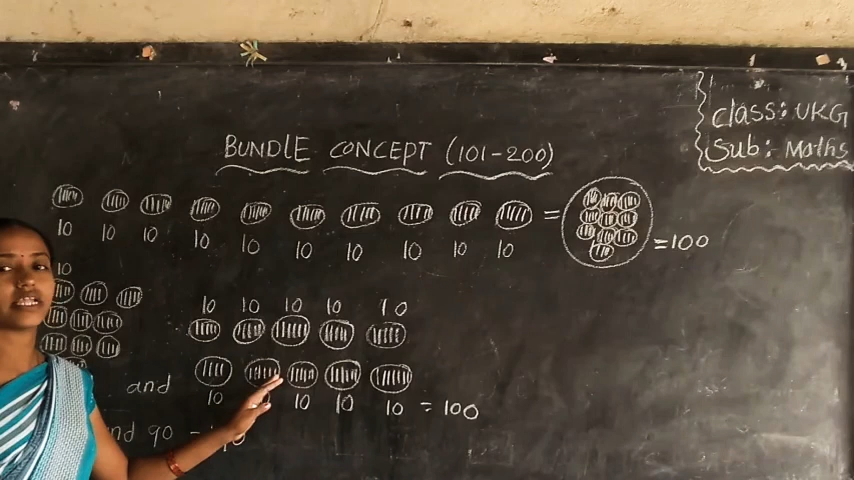 class: UKG
Sub:- Maths
BUNDLE CONCEPT (101-200)
=
10 10 10 10 10 10 10 10 10 10 =100
10
10 10 10 10 10
and
10 10 10 10 = 100
nd 90 -